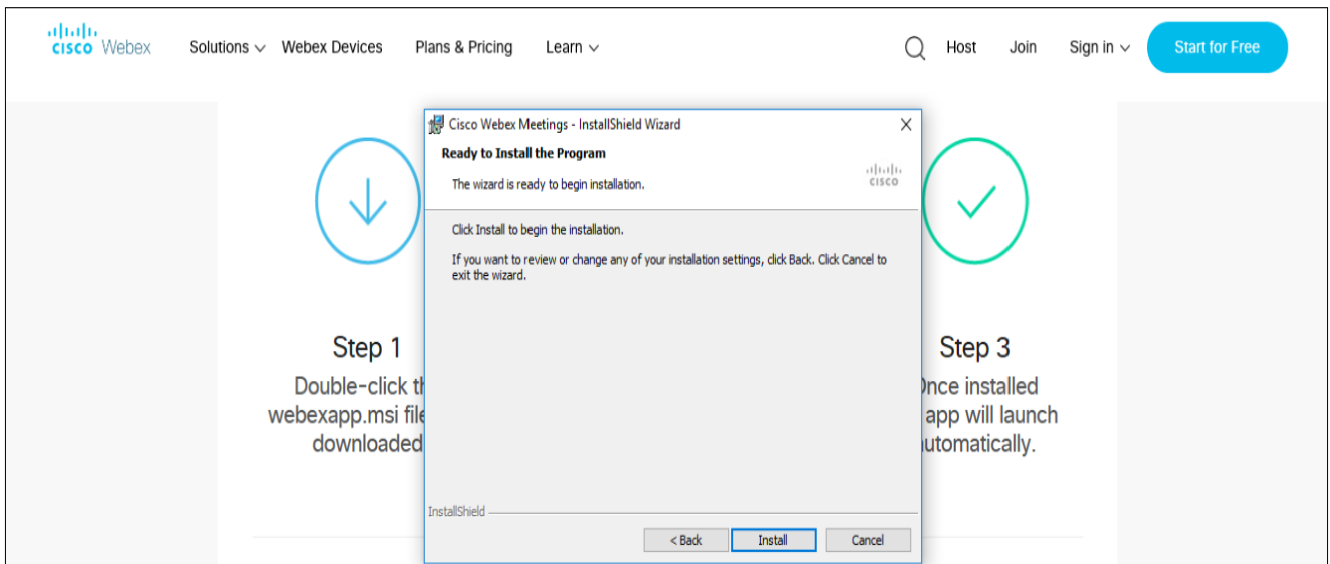 cisco Webex Solutions Webex Devices Plans & Pricing Learn Host Join Sign in Start for Free
Cisco Webex Meetings - InstallShield Wizard
Ready to Install the Program
The wizard is ready to begin installation.
cisco
Click Install to begin the installation.
If you want to review or change any of your installation settings, click Back. Click Cancel to
exit the wizard.
InstallShield
< Back Install Cancel
Step 1
Double-click
webexapp.msi file
downloaded
Step 3
installed
app will launch
automatically.